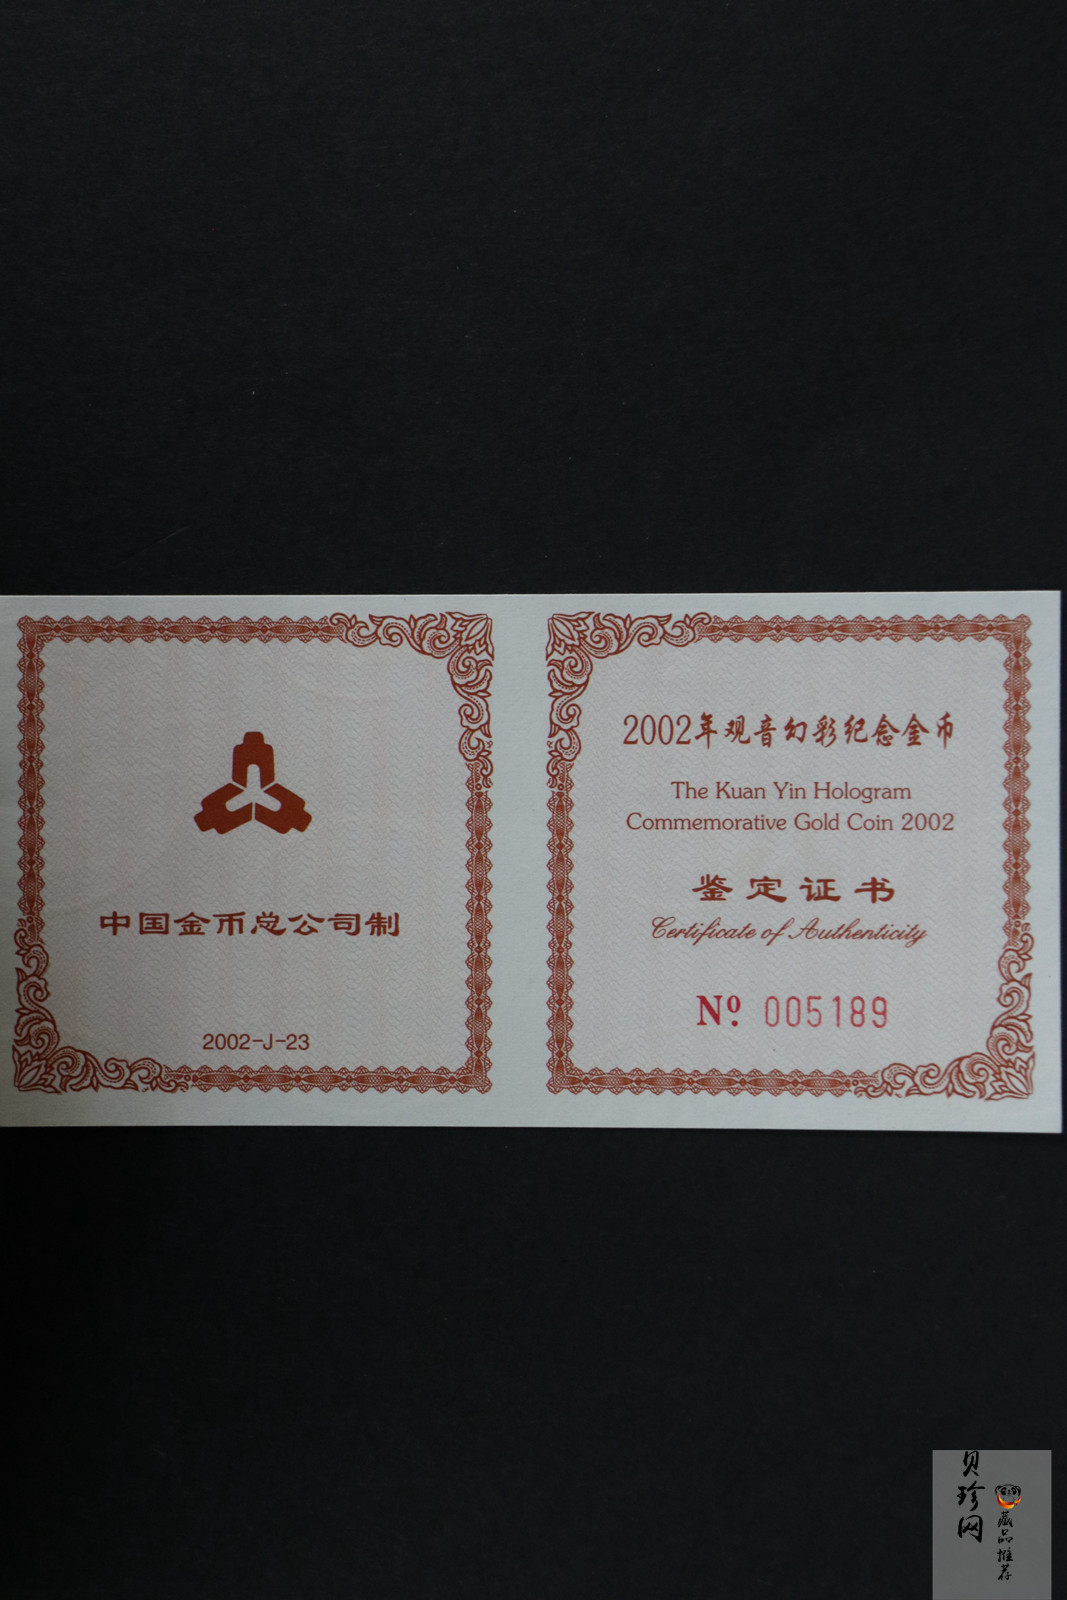 中国金币总公司制
2002-J-23
2002年观音幻彩纪念金币
The Kuan Yin Hologram
Commemorative Gold Coin 2002
鉴定证书
Certificate of Authenticity
Nº 005189
贝珍网
藏品推荐